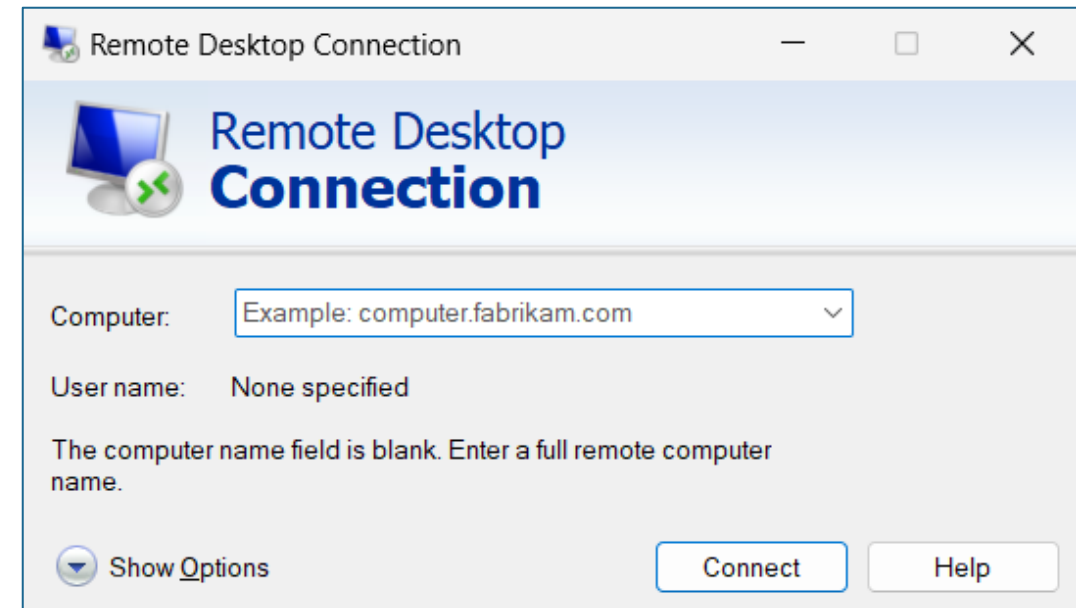 Remote Desktop Connection
Remote Desktop
Connection
Computer: Example: computer.fabrikam.com
User name: None specified
The computer name field is blank. Enter a full remote computer
name.
Show Options Connect Help